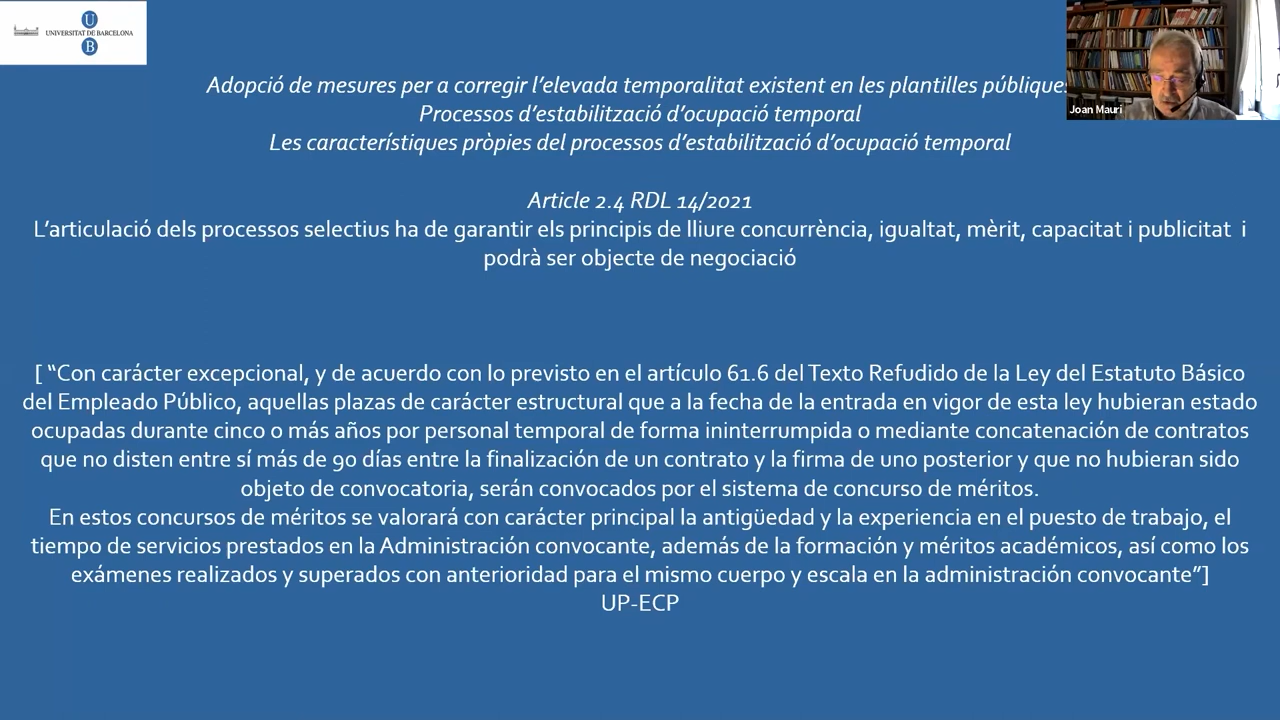 U
UNIVERSITAT DE BARCELONA
B
Adopció de mesures per a corregir l'elevada temporalitat existent en les plantilles públiques
Processos d'estabilització d'ocupació temporal
Les característiques pròpies del processos d'estabilització d'ocupació temporal
Joan Mauri
Article 2.4 RDL 14/2021
L'articulació dels processos selectius ha de garantir els principis de lliure concurrència, igualtat, mèrit, capacitat i publicitat i
podrà ser objecte de negociació
[ “Con carácter excepcional, y de acuerdo con lo previsto en el artículo 61.6 del Texto Refudido de la Ley del Estatuto Básico
del Empleado Público, aquellas plazas de carácter estructural que a la fecha de la entrada en vigor de esta ley hubieran estado
ocupadas durante cinco o más años por personal temporal de forma ininterrumpida o mediante concatenación de contratos
que no disten entre sí más de 90 días entre la finalización de un contrato y la firma de uno posterior y que no hubieran sido
objeto de convocatoria, serán convocados por el sistema de concurso de méritos.
En estos concursos de méritos se valorará con carácter principal la antigüedad y la experiencia en el puesto de trabajo, el
tiempo de servicios prestados en la Administración convocante, además de la formación y méritos académicos, así como los
exámenes realizados y superados con anterioridad para el mismo cuerpo y escala en la administración convocante”]
UP-ECP